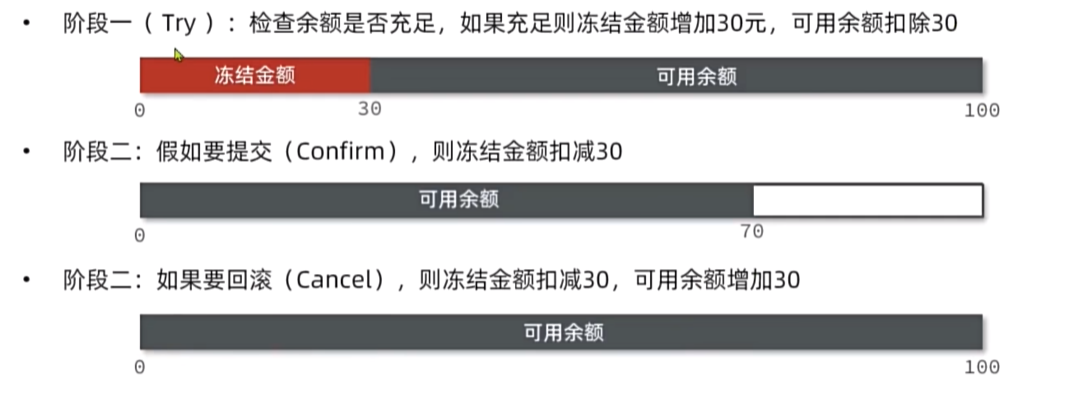 • 阶段一（ Try ）：检查余额是否充足，如果充足则冻结金额增加30元，可用余额扣除30
冻结金额 可用余额
0 30 100
• 阶段二：假如要提交（Confirm），则冻结金额扣减30
可用余额
0 70
• 阶段二：如果要回滚（Cancel），则冻结金额扣减30，可用余额增加30
可用余额
0 100